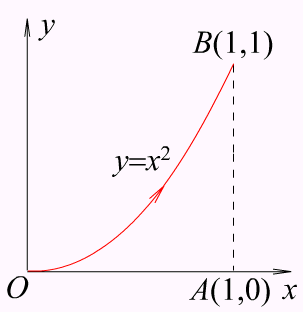 y
B(1,1)
y=x²
O
A(1,0)
x